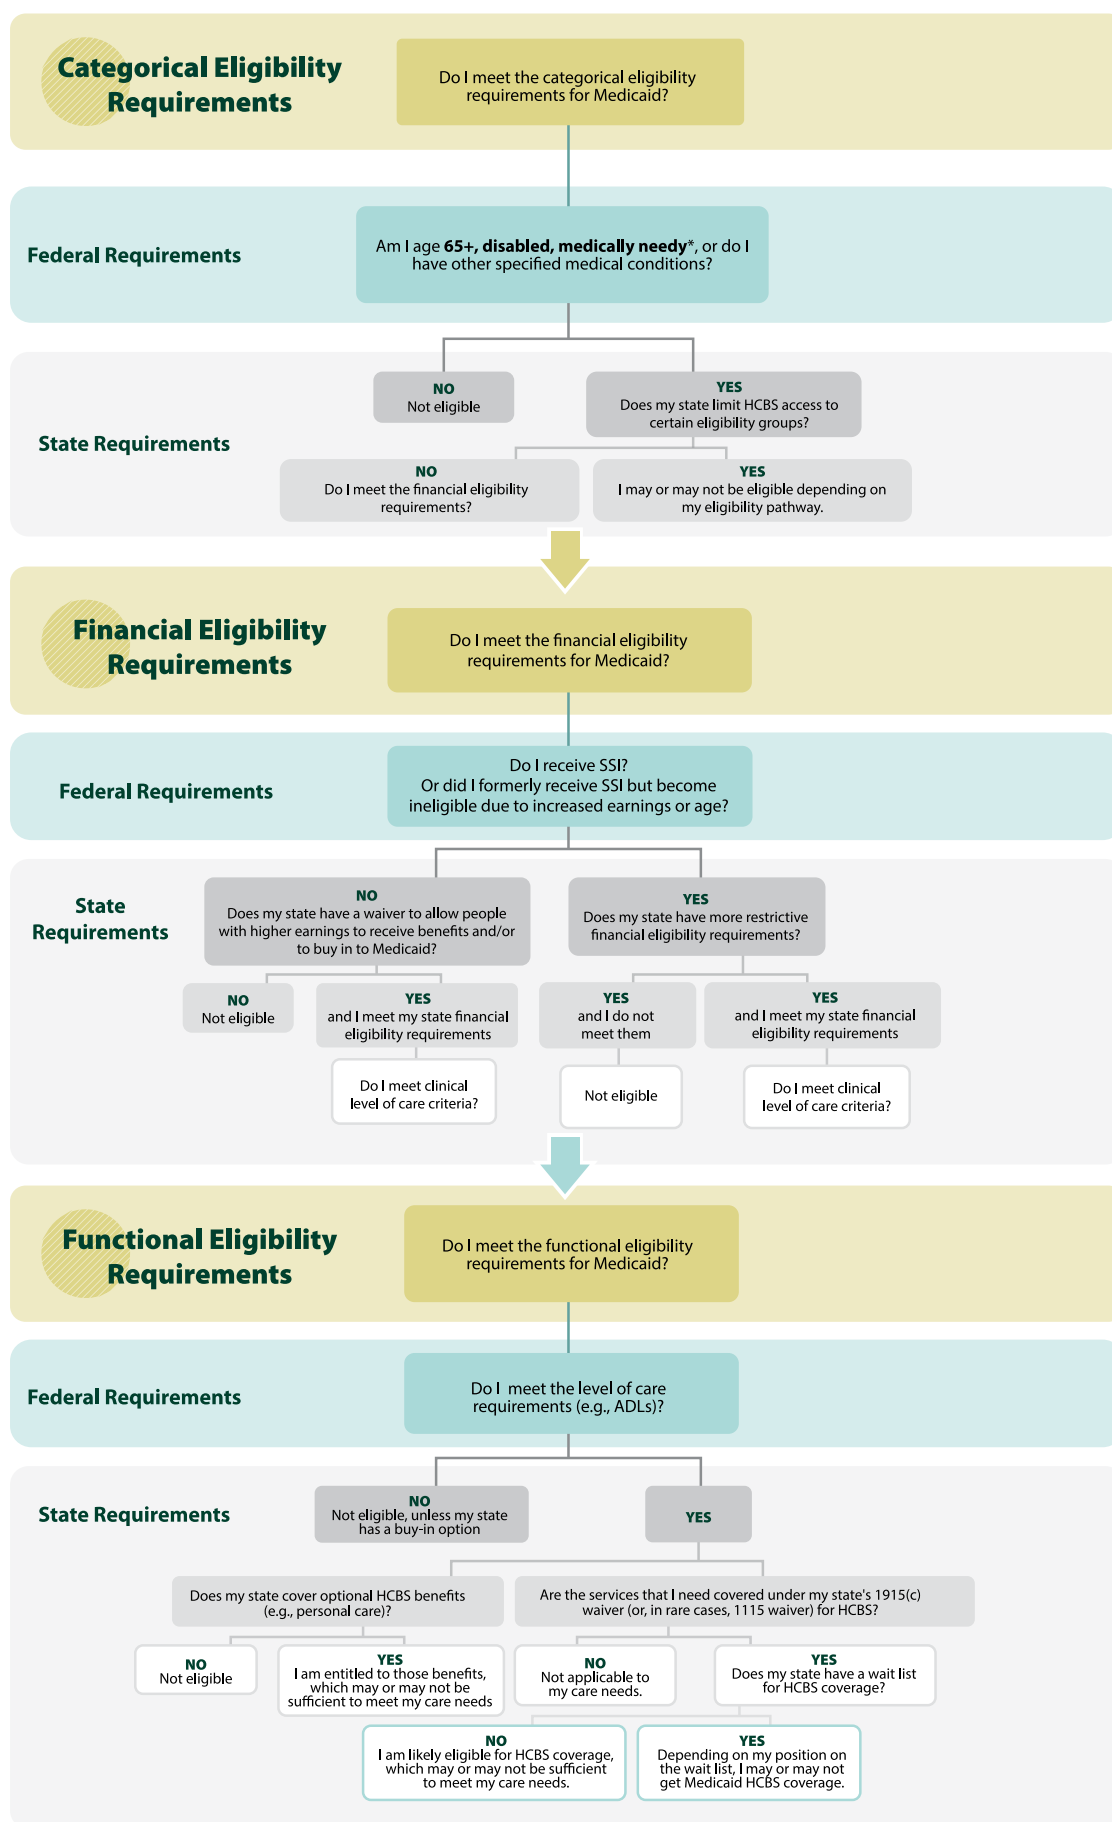 Categorical Eligibility
Requirements
Do I meet the categorical eligibility
requirements for Medicaid?
Federal Requirements
Am I age 65+, disabled, medically needy*, or do I
have other specified medical conditions?
State Requirements
NO
Not eligible
YES
Does my state limit HCBS access to
certain eligibility groups?
NO
Do I meet the financial eligibility
requirements?
YES
I may or may not be eligible depending on
my eligibility pathway.
Financial Eligibility
Requirements
Do I meet the financial eligibility
requirements for Medicaid?
Federal Requirements
Do I receive SSI?
Or did I formerly receive SSI but become
ineligible due to increased earnings or age?
State
Requirements
NO
Does my state have a waiver to allow people
with higher earnings to receive benefits and/or
to buy in to Medicaid?
YES
Does my state have more restrictive
financial eligibility requirements?
NO
Not eligible
YES
and I meet my state financial
eligibility requirements
YES
and I do not
meet them
YES
and I meet my state financial
eligibility requirements
Do I meet clinical
level of care criteria?
Not eligible
Do I meet clinical
level of care criteria?
Functional Eligibility
Requirements
Do I meet the functional eligibility
requirements for Medicaid?
Federal Requirements
Do I meet the level of care
requirements (e.g., ADLs)?
State Requirements
NO
Not eligible, unless my state
has a buy-in option
YES
Does my state cover optional HCBS benefits
(e.g., personal care)?
Are the services that I need covered under my state's 1915(c)
waiver (or, in rare cases, 1115 waiver) for HCBS?
NO
Not eligible
YES
I am entitled to those benefits,
which may or may not be
sufficient to meet my care needs
NO
Not applicable to
my care needs.
YES
Does my state have a wait list
for HCBS coverage?
NO
I am likely eligible for HCBS coverage,
which may or may not be sufficient
to meet my care needs.
YES
Depending on my position on
the wait list, I may or may not
get Medicaid HCBS coverage.